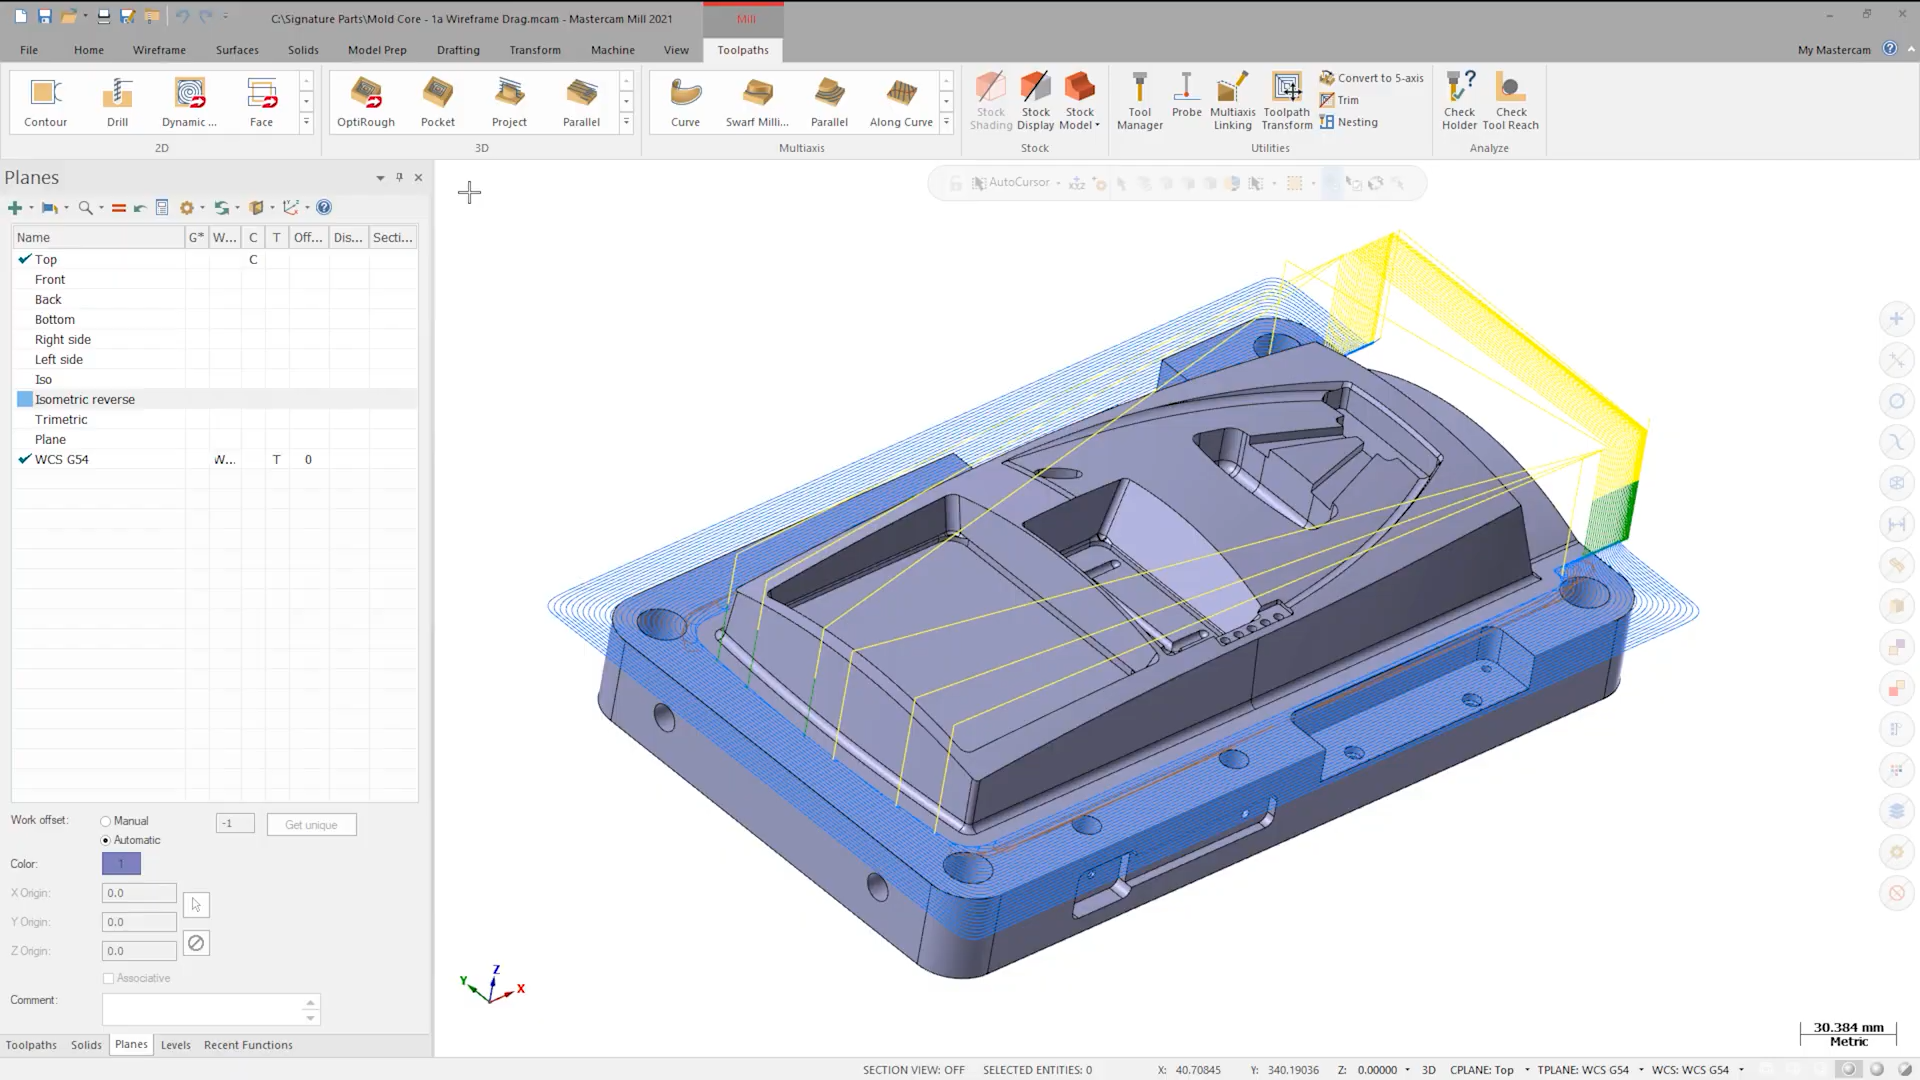 C:\Signature Parts\Mold Core - 1a Wireframe Drag.mcam - Mastercam Mill 2021
Mill
File Home Wireframe Surfaces Solids Model Prep Drafting Transform Machine View Toolpaths My Mastercam
Contour Drill Dynamic ... Face
2D
OptiRough Pocket Project Parallel
3D
Curve Swarf Milli... Parallel Along Curve
Multiaxis
Stock Shading Stock Display Stock Model
Stock
Tool Manager Probe Multiaxis Linking Toolpath Transform
Convert to 5-axis
Trim
Nesting
Utilities
Check Holder Check Tool Reach
Analyze
Planes
AutoCursor
Name G* W... C T Off... Dis... Secti...
Top C
Front
Back
Bottom
Right side
Left side
Iso
Isometric reverse
Trimetric
Plane
WCS G54 W... T 0
Work offset: Manual -1 Get unique
Automatic
Color: 1
X Origin: 0.0
Y Origin: 0.0
Z Origin: 0.0
Associative
Comment:
Z
Y
X
30.384 mm
Metric
Toolpaths Solids Planes Levels Recent Functions
SECTION VIEW: OFF SELECTED ENTITIES: 0 X: 40.70845 Y: 340.19036 Z: 0.00000 3D CPLANE: Top TPLANE: WCS G54 WCS: WCS G54